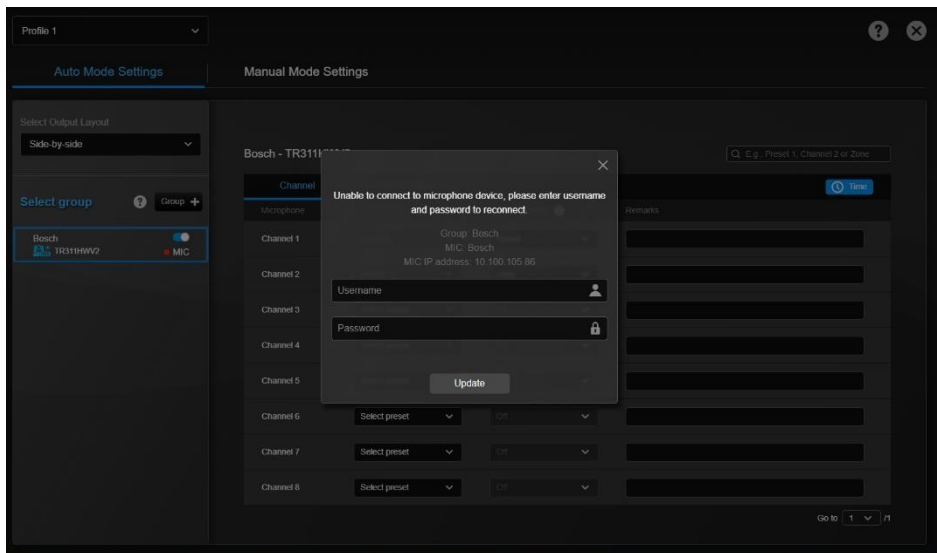 Profile 1
Auto Mode Settings
Manual Mode Settings
Select Output Layout
Side-by-side
Select group
Group +
Bosch
TR311HWV2
MIC
Bosch - TR311
E.g., Preset 1, Channel 2 or Zone
Channel
Time
Microphone
Remarks
Unable to connect to microphone device, please enter username
and password to reconnect.
Group: Bosch
MIC: Bosch
MIC IP address: 10.100.105.86
Username
Password
Update
Channel 1
Channel 2
Channel 3
Channel 4
Channel 5
Channel 6 Select preset Off
Channel 7 Select preset Off
Channel 8 Select preset Off
Go to 1 /1